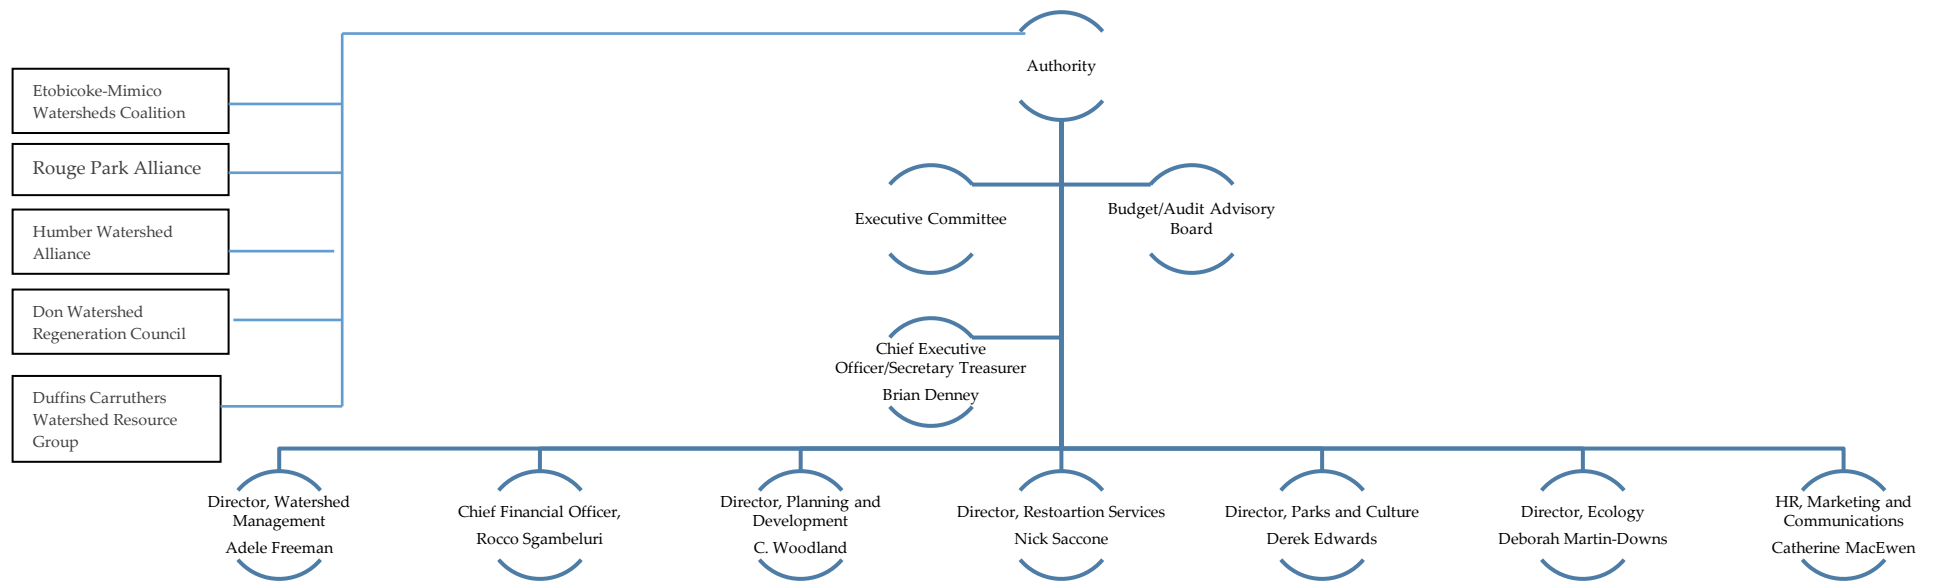 Authority
Etobicoke-Mimico
Watersheds Coalition
Rouge Park Alliance
Humber Watershed
Alliance
Don Watershed
Regeneration Council
Duffins Carruthers
Watershed Resource
Group
Executive Committee
Budget/Audit Advisory
Board
Chief Executive
Officer/Secretary Treasurer
Brian Denney
Director, Watershed
Management
Adele Freeman
Chief Financial Officer,
Rocco Sgambeluri
Director, Planning and
Development
C. Woodland
Director, Restoartion Services
Nick Saccone
Director, Parks and Culture
Derek Edwards
Director, Ecology
Deborah Martin-Downs
HR, Marketing and
Communications
Catherine MacEwen